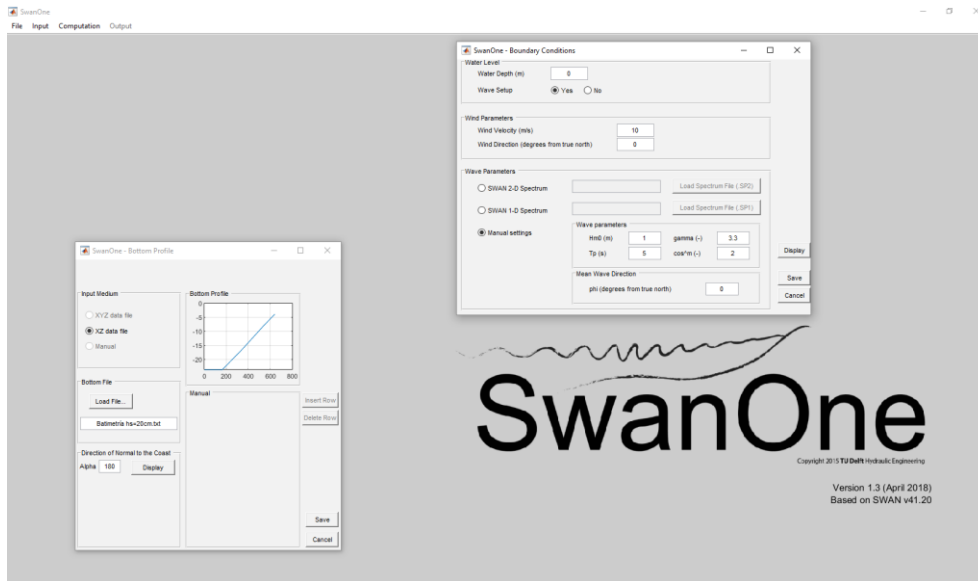 SwanOne
File Input Computation Output
SwanOne - Boundary Conditions
Water Level
Water Depth (m) 0
Wave Setup Yes No
Wind Parameters
Wind Velocity (m/s) 10
Wind Direction (degrees from true north) 0
Wave Parameters
SWAN 2-D Spectrum Load Spectrum File (.SP2)
SWAN 1-D Spectrum Load Spectrum File (.SP1)
Manual settings
Wave parameters
Hm0 (m) 1 gamma (-) 3.3
Tp (s) 5 cos^m (-) 2
Mean Wave Direction
phi (degrees from true north) 0
Display
Save
Cancel
SwanOne - Bottom Profile
Input Medium
XYZ data file
XZ data file
Manual
Bottom Profile
0
-5
-10
-15
-20
0 200 400 600 800
Bottom File
Load File...
Batimetría hs=20cm.txt
Manual
Insert Row
Delete Row
Direction of Normal to the Coast
Alpha 180 Display
Save
Cancel
SwanOne
Copyright 2015 TU Delft Hydraulic Engineering
Version 1.3 (April 2018)
Based on SWAN v41.20